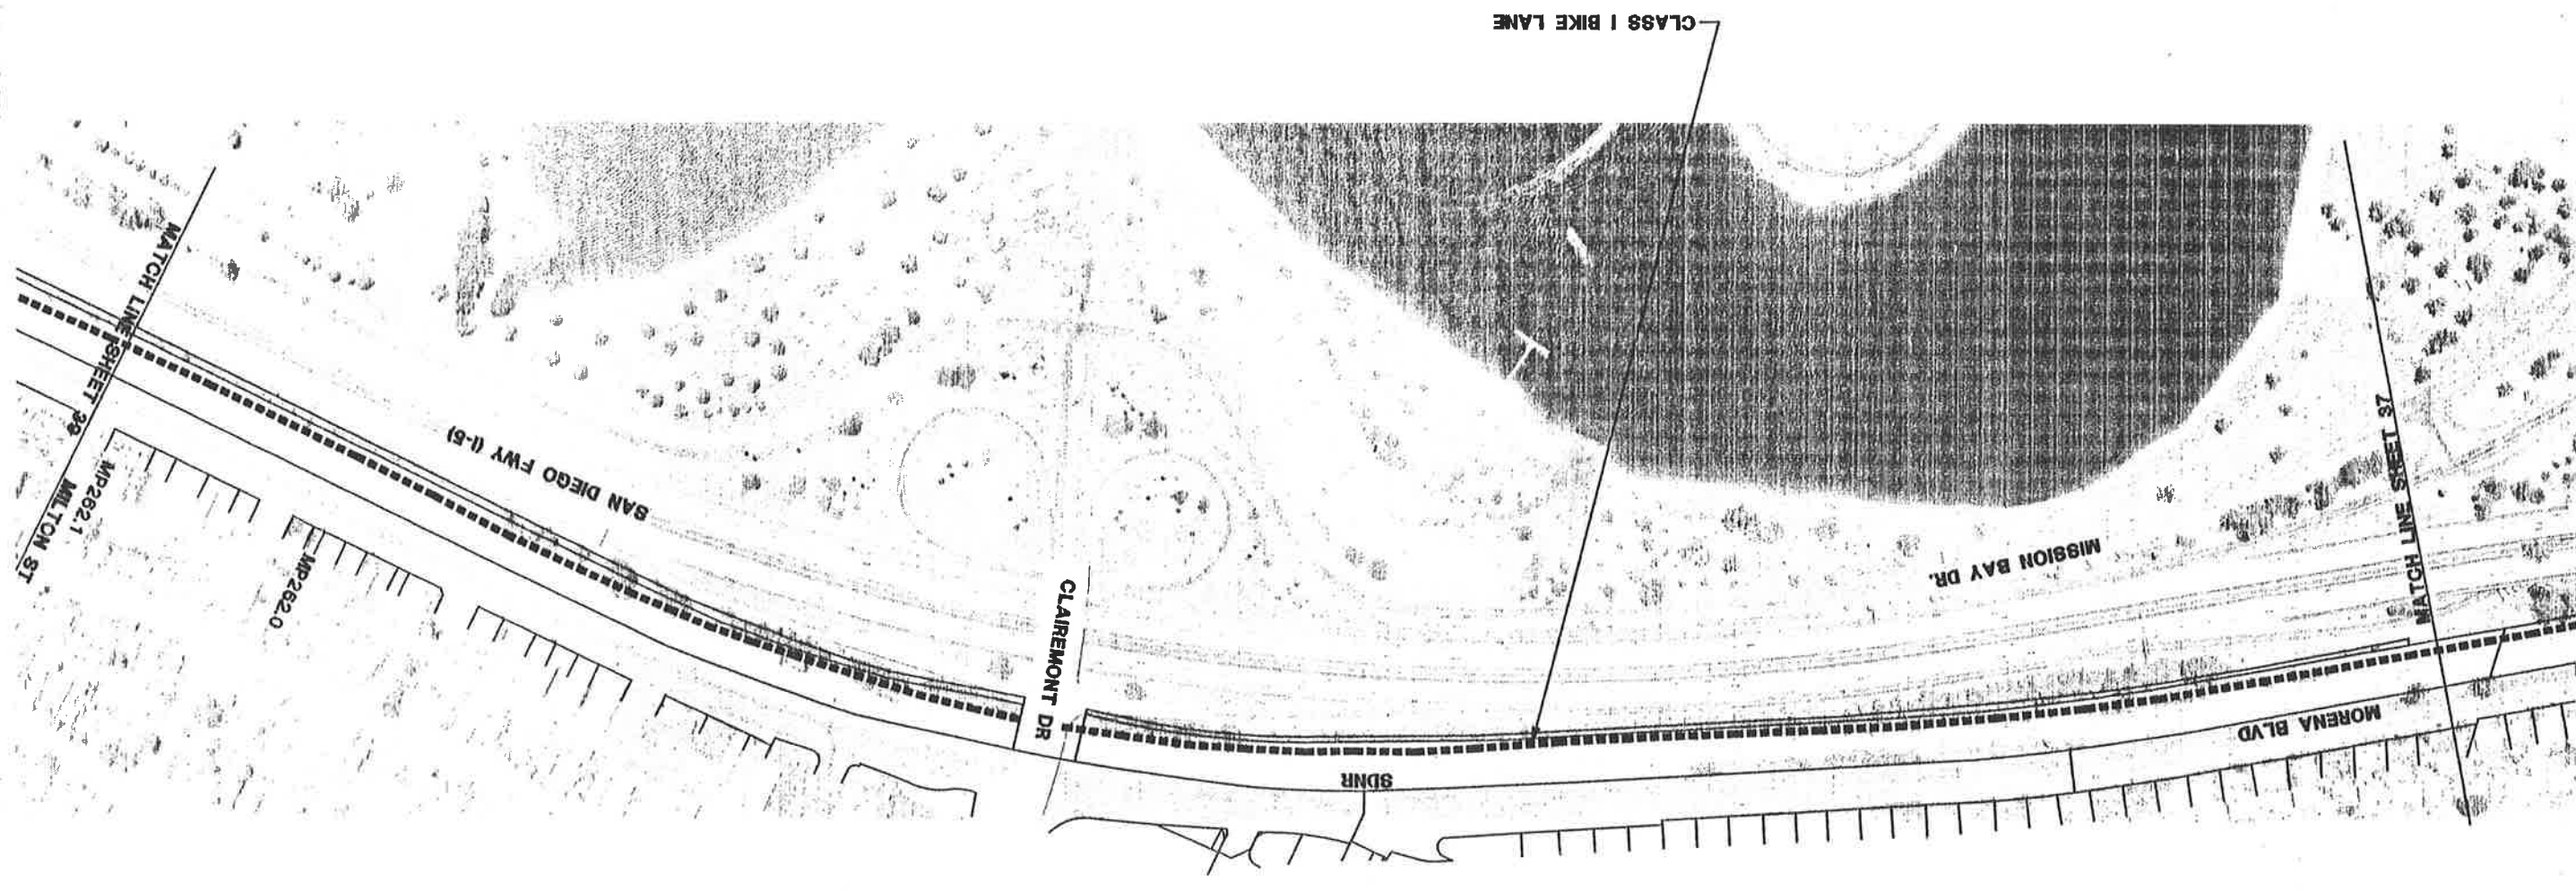 CLASS I BIKE LANE
MATCH LINE SHEET 39
MILTON ST
MP262.1
MP262.0
SAN DIEGO FWY (I-5)
CLAIREMONT DR
SDNR
MISSION BAY DR.
MORENA BLVD
MATCH LINE SHEET 37